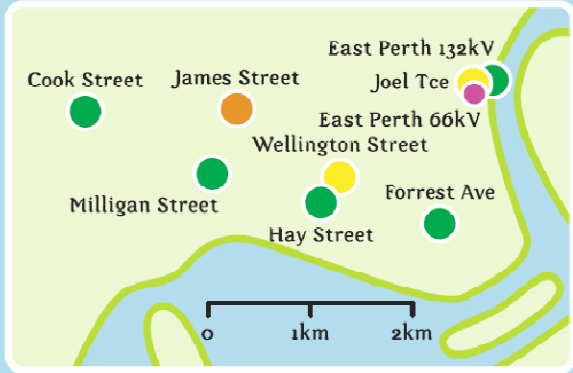 East Perth 132kV
Cook Street
James Street
Joel Tce
East Perth 66kV
Wellington Street
Milligan Street
Forrest Ave
Hay Street
0
1km
2km